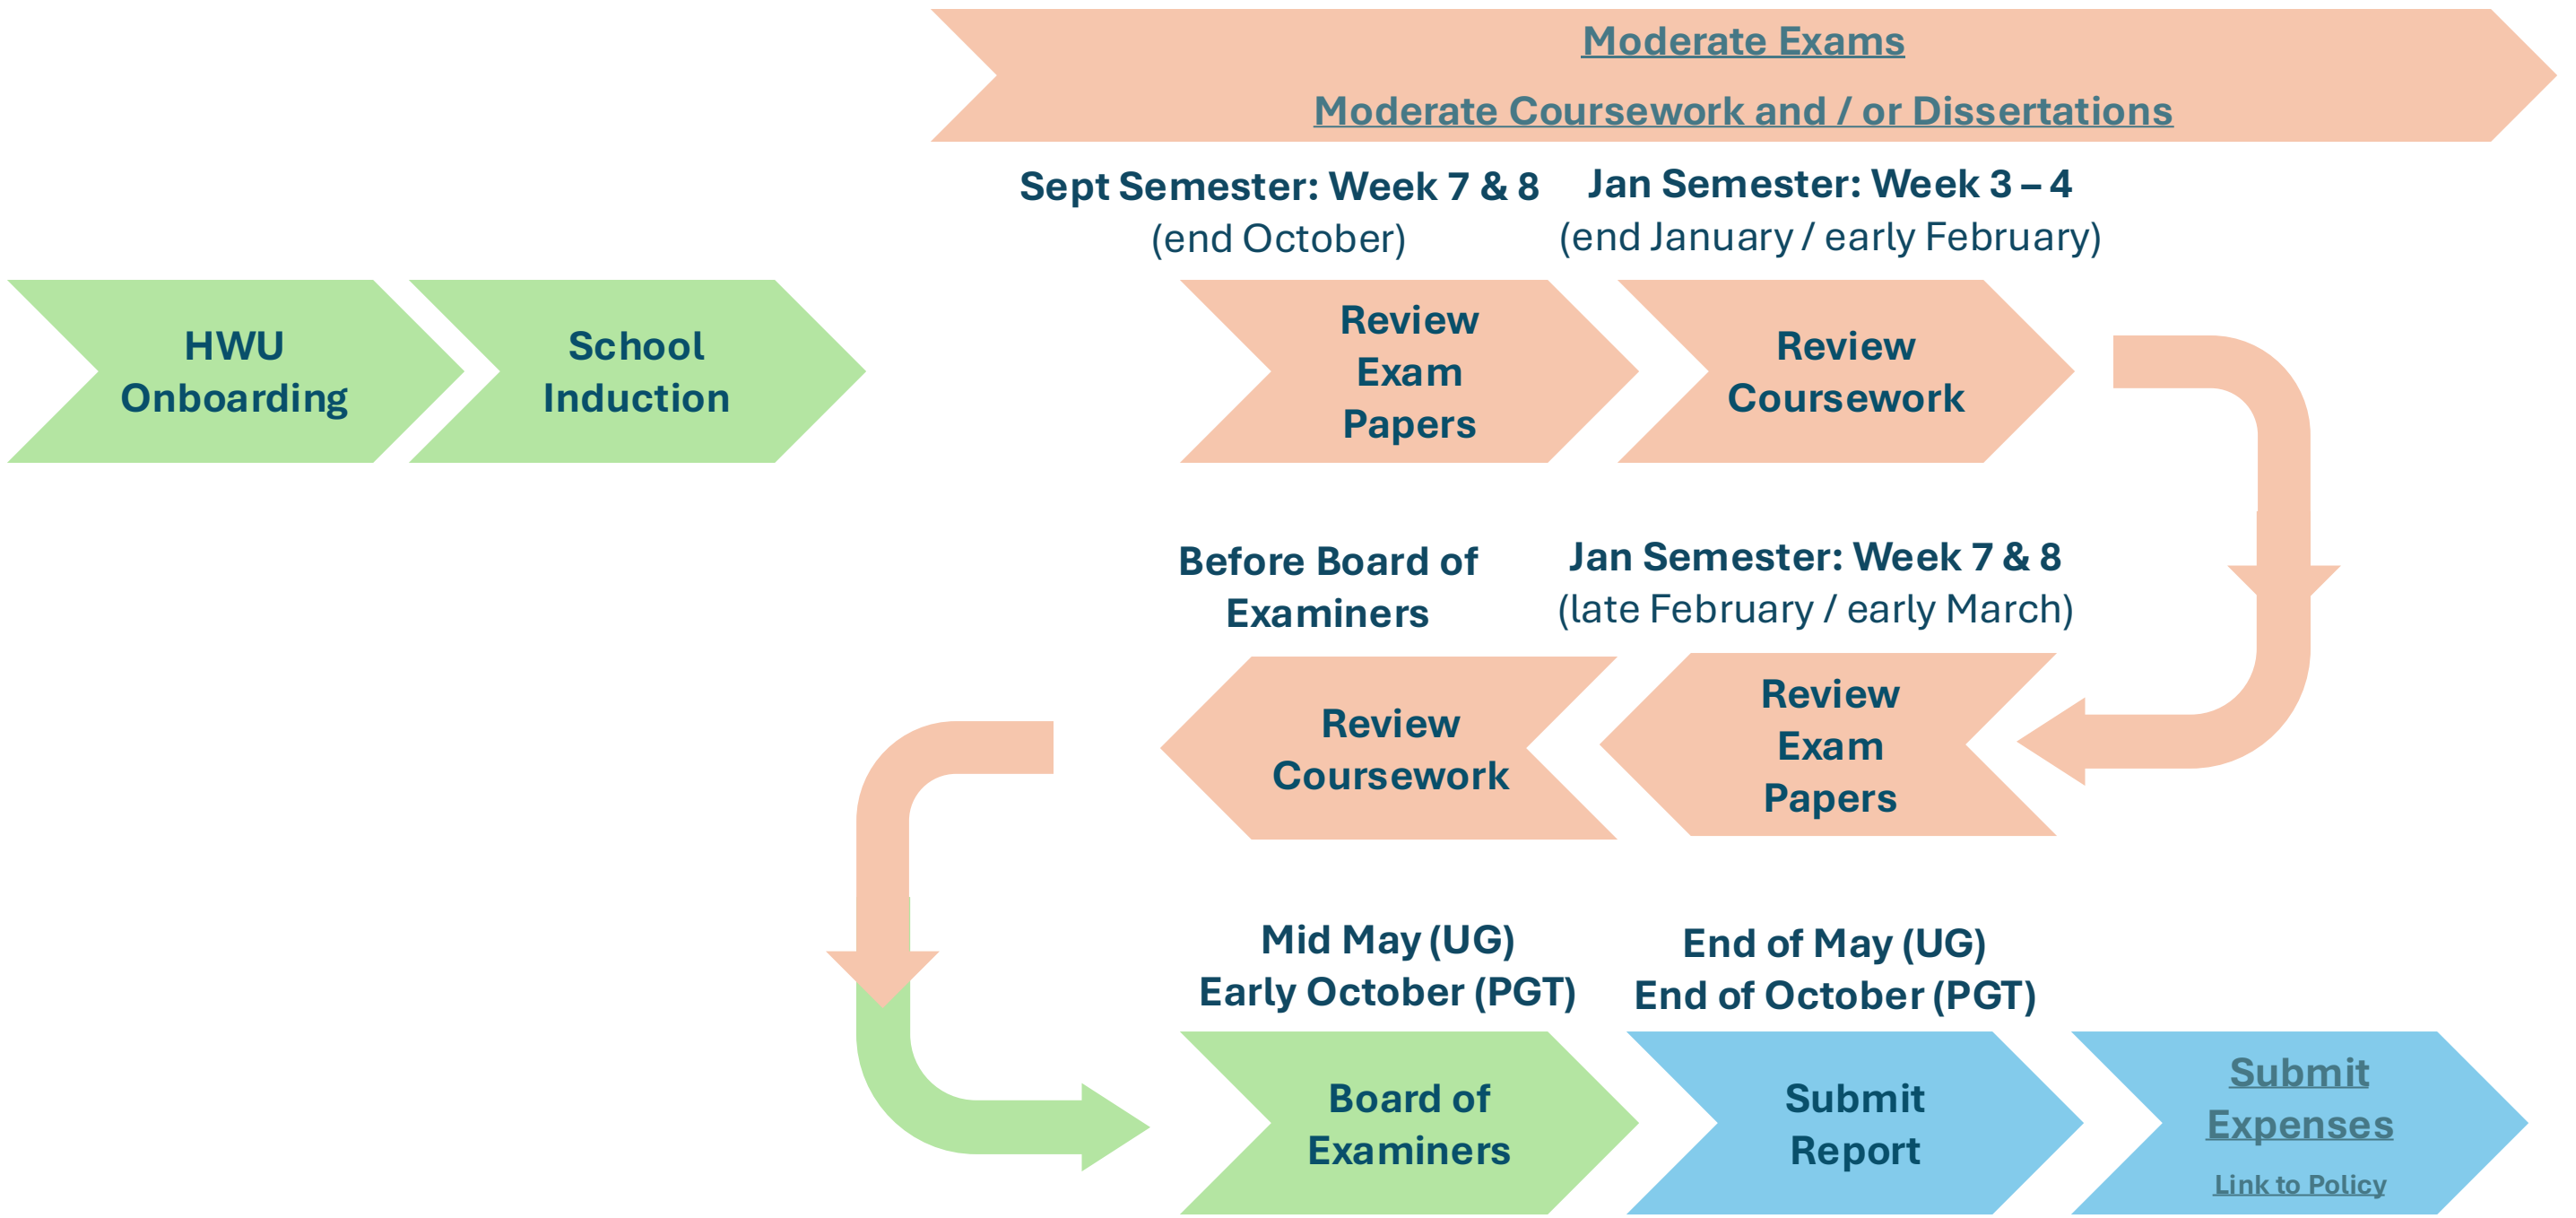 Moderate Exams
Moderate Coursework and / or Dissertations
Sept Semester: Week 7 & 8
(end October)
Jan Semester: Week 3 – 4
(end January / early February)
HWU
Onboarding
School
Induction
Review
Exam
Papers
Review
Coursework
Jan Semester: Week 7 & 8
(late February / early March)
Review
Exam
Papers
Before Board of
Examiners
Review
Coursework
Mid May (UG)
Early October (PGT)
Board of
Examiners
End of May (UG)
End of October (PGT)
Submit
Report
Submit
Expenses
Link to Policy